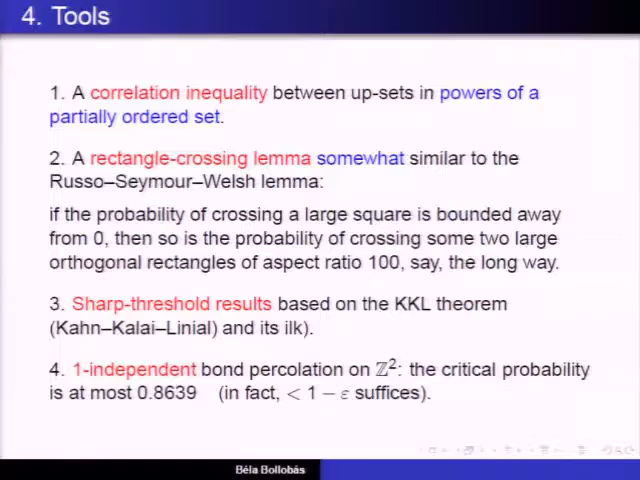 4. Tools
1. A correlation inequality between up-sets in powers of a
partially ordered set.
2. A rectangle-crossing lemma somewhat similar to the
Russo–Seymour–Welsh lemma:
if the probability of crossing a large square is bounded away
from 0, then so is the probability of crossing some two large
orthogonal rectangles of aspect ratio 100, say, the long way.
3. Sharp-threshold results based on the KKL theorem
(Kahn–Kalai–Linial) and its ilk).
4. 1-independent bond percolation on ℤ²: the critical probability
is at most 0.8639 (in fact, < 1 − ε suffices).
Béla Bollobás